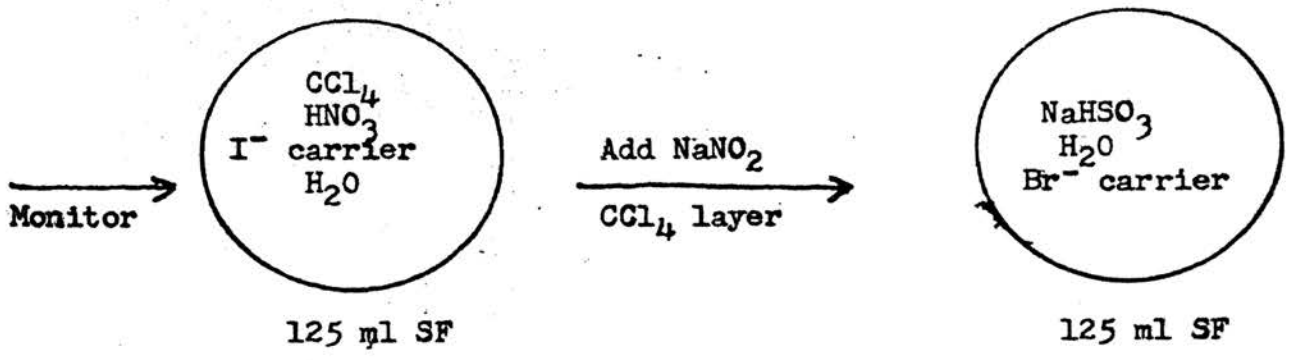 Monitor
CCl₄
HNO₃
I⁻ carrier
H₂O
125 ml SF
Add NaNO₂
CCl₄ layer
NaHSO₃
H₂O
Br⁻ carrier
125 ml SF